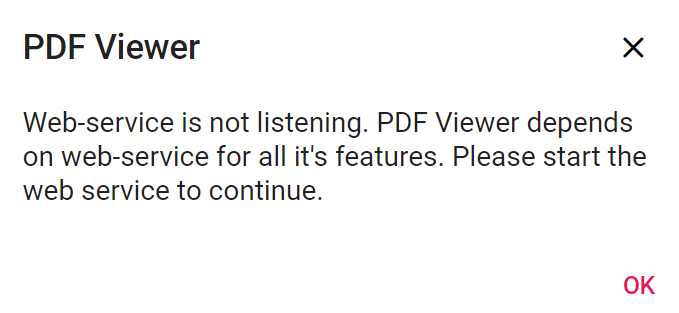 PDF Viewer
Web-service is not listening. PDF Viewer depends
on web-service for all it's features. Please start the
web service to continue.
OK